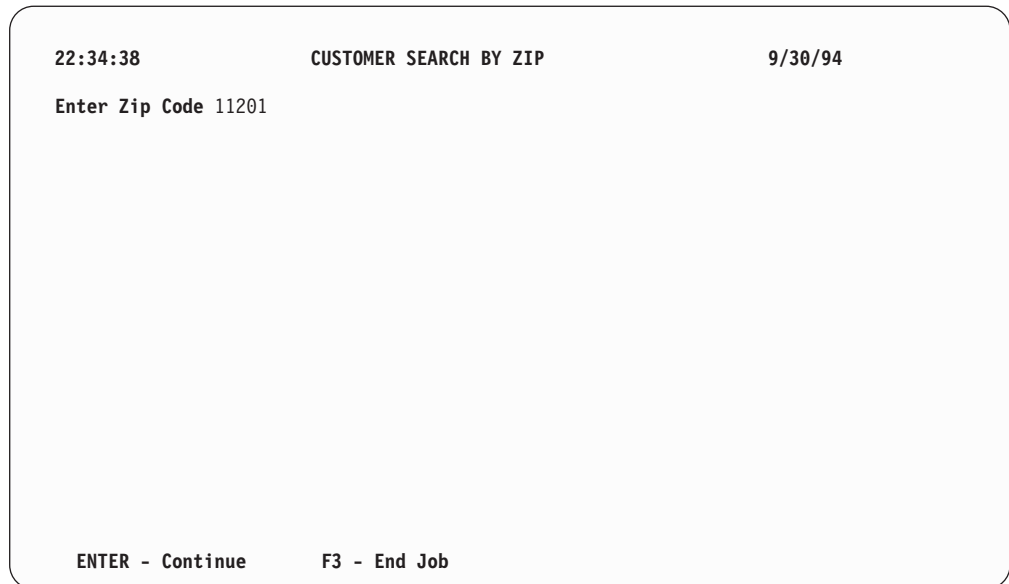 22:34:38 CUSTOMER SEARCH BY ZIP 9/30/94
Enter Zip Code 11201
ENTER - Continue F3 - End Job